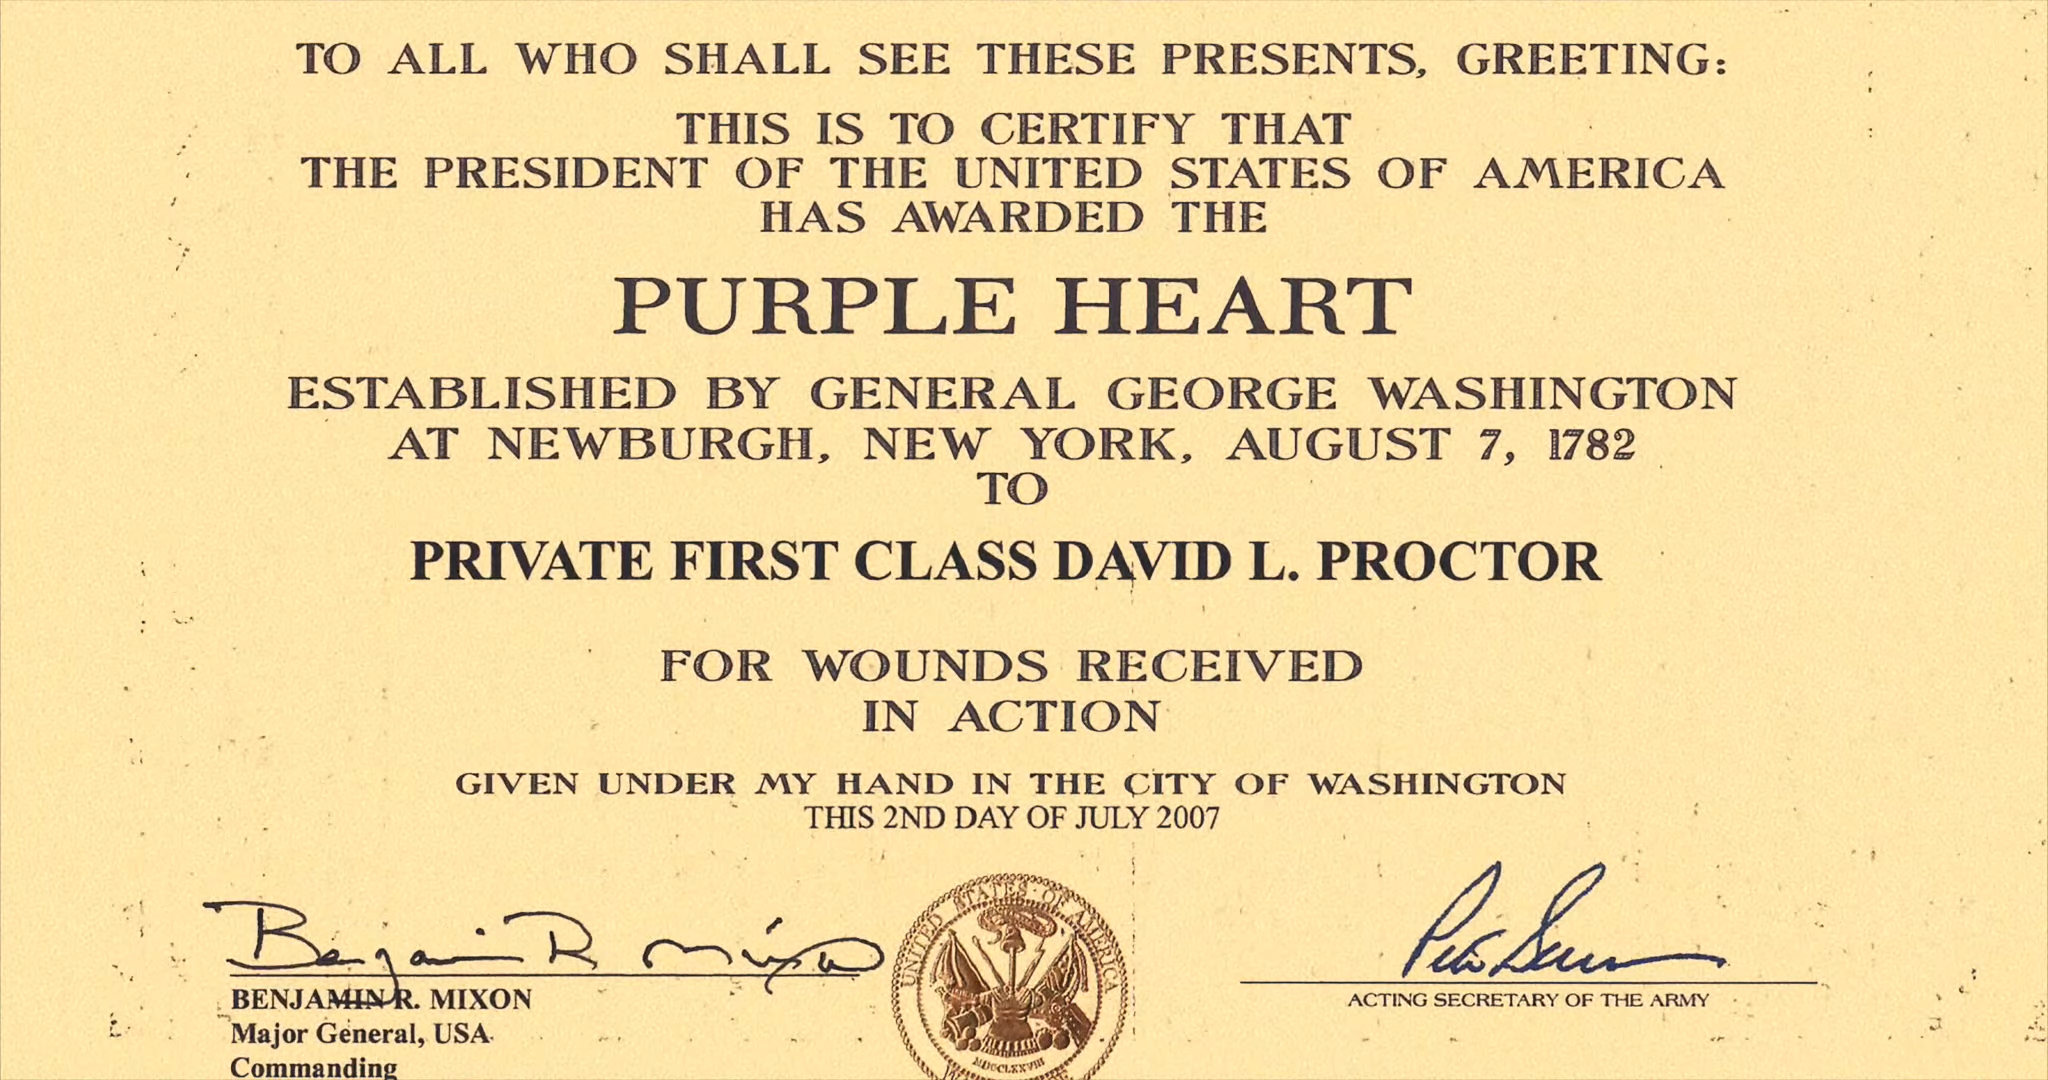 TO ALL WHO SHALL SEE THESE PRESENTS, GREETING:
THIS IS TO CERTIFY THAT
THE PRESIDENT OF THE UNITED STATES OF AMERICA
HAS AWARDED THE
PURPLE HEART
ESTABLISHED BY GENERAL GEORGE WASHINGTON
AT NEWBURGH, NEW YORK, AUGUST 7, 1782
TO
PRIVATE FIRST CLASS DAVID L. PROCTOR
FOR WOUNDS RECEIVED
IN ACTION
GIVEN UNDER MY HAND IN THE CITY OF WASHINGTON
THIS 2ND DAY OF JULY 2007
Benjamin R. Mixon
BENJAMIN R. MIXON
Major General, USA
Commanding
UNITED STATES OF AMERICA
MDCCLXXVIII
Pete
ACTING SECRETARY OF THE ARMY